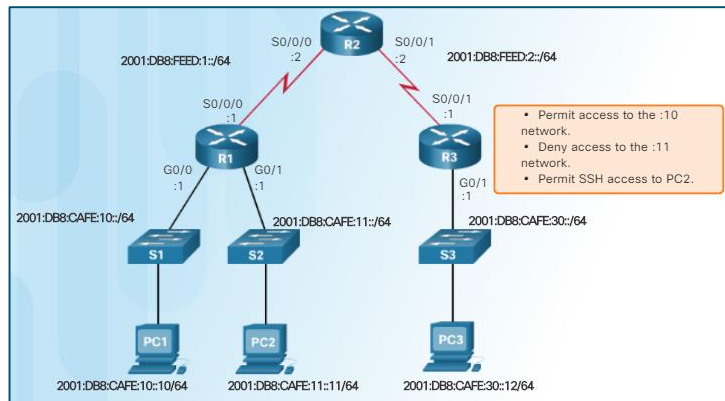 R2
S0/0/0
:2
S0/0/1
:2
2001:DB8:FEED:1::/64
2001:DB8:FEED:2::/64
S0/0/0
:1
S0/0/1
:1
• Permit access to the :10
network.
• Deny access to the :11
network.
• Permit SSH access to PC2.
R1
R3
G0/0
:1
G0/1
:1
G0/1
:1
2001:DB8:CAFE:10::/64
2001:DB8:CAFE:11::/64
2001:DB8:CAFE:30::/64
S1
S2
S3
PC1
PC2
PC3
2001:DB8:CAFE:10::10/64
2001:DB8:CAFE:11::11/64
2001:DB8:CAFE:30::12/64